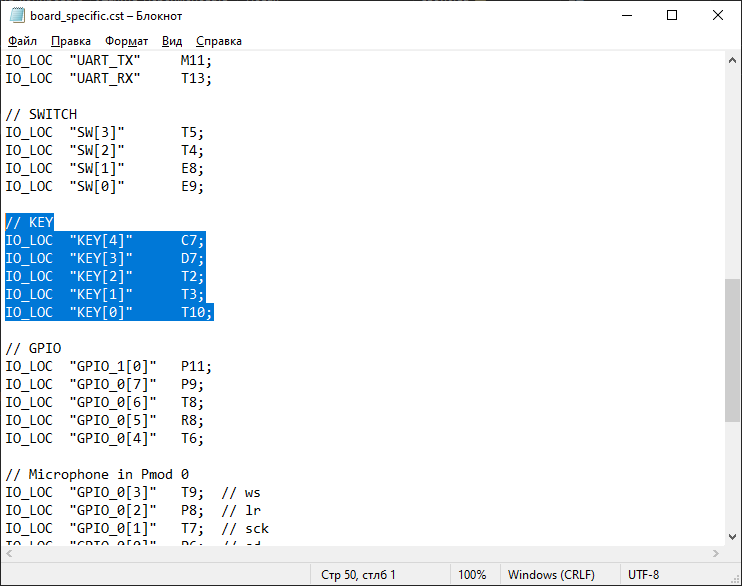 board_specific.cst – Блокнот
Файл Правка Формат Вид Справка
IO_LOC "UART_TX" M11;
IO_LOC "UART_RX" T13;
// SWITCH
IO_LOC "SW[3]" T5;
IO_LOC "SW[2]" T4;
IO_LOC "SW[1]" E8;
IO_LOC "SW[0]" E9;
// KEY
IO_LOC "KEY[4]" C7;
IO_LOC "KEY[3]" D7;
IO_LOC "KEY[2]" T2;
IO_LOC "KEY[1]" T3;
IO_LOC "KEY[0]" T10;
// GPIO
IO_LOC "GPIO_1[0]" P11;
IO_LOC "GPIO_0[7]" P9;
IO_LOC "GPIO_0[6]" T8;
IO_LOC "GPIO_0[5]" R8;
IO_LOC "GPIO_0[4]" T6;
// Microphone in Pmod 0
IO_LOC "GPIO_0[3]" T9; // ws
IO_LOC "GPIO_0[2]" P8; // lr
IO_LOC "GPIO_0[1]" T7; // sck
Стр 50, стлб 1 100% Windows (CRLF) UTF-8